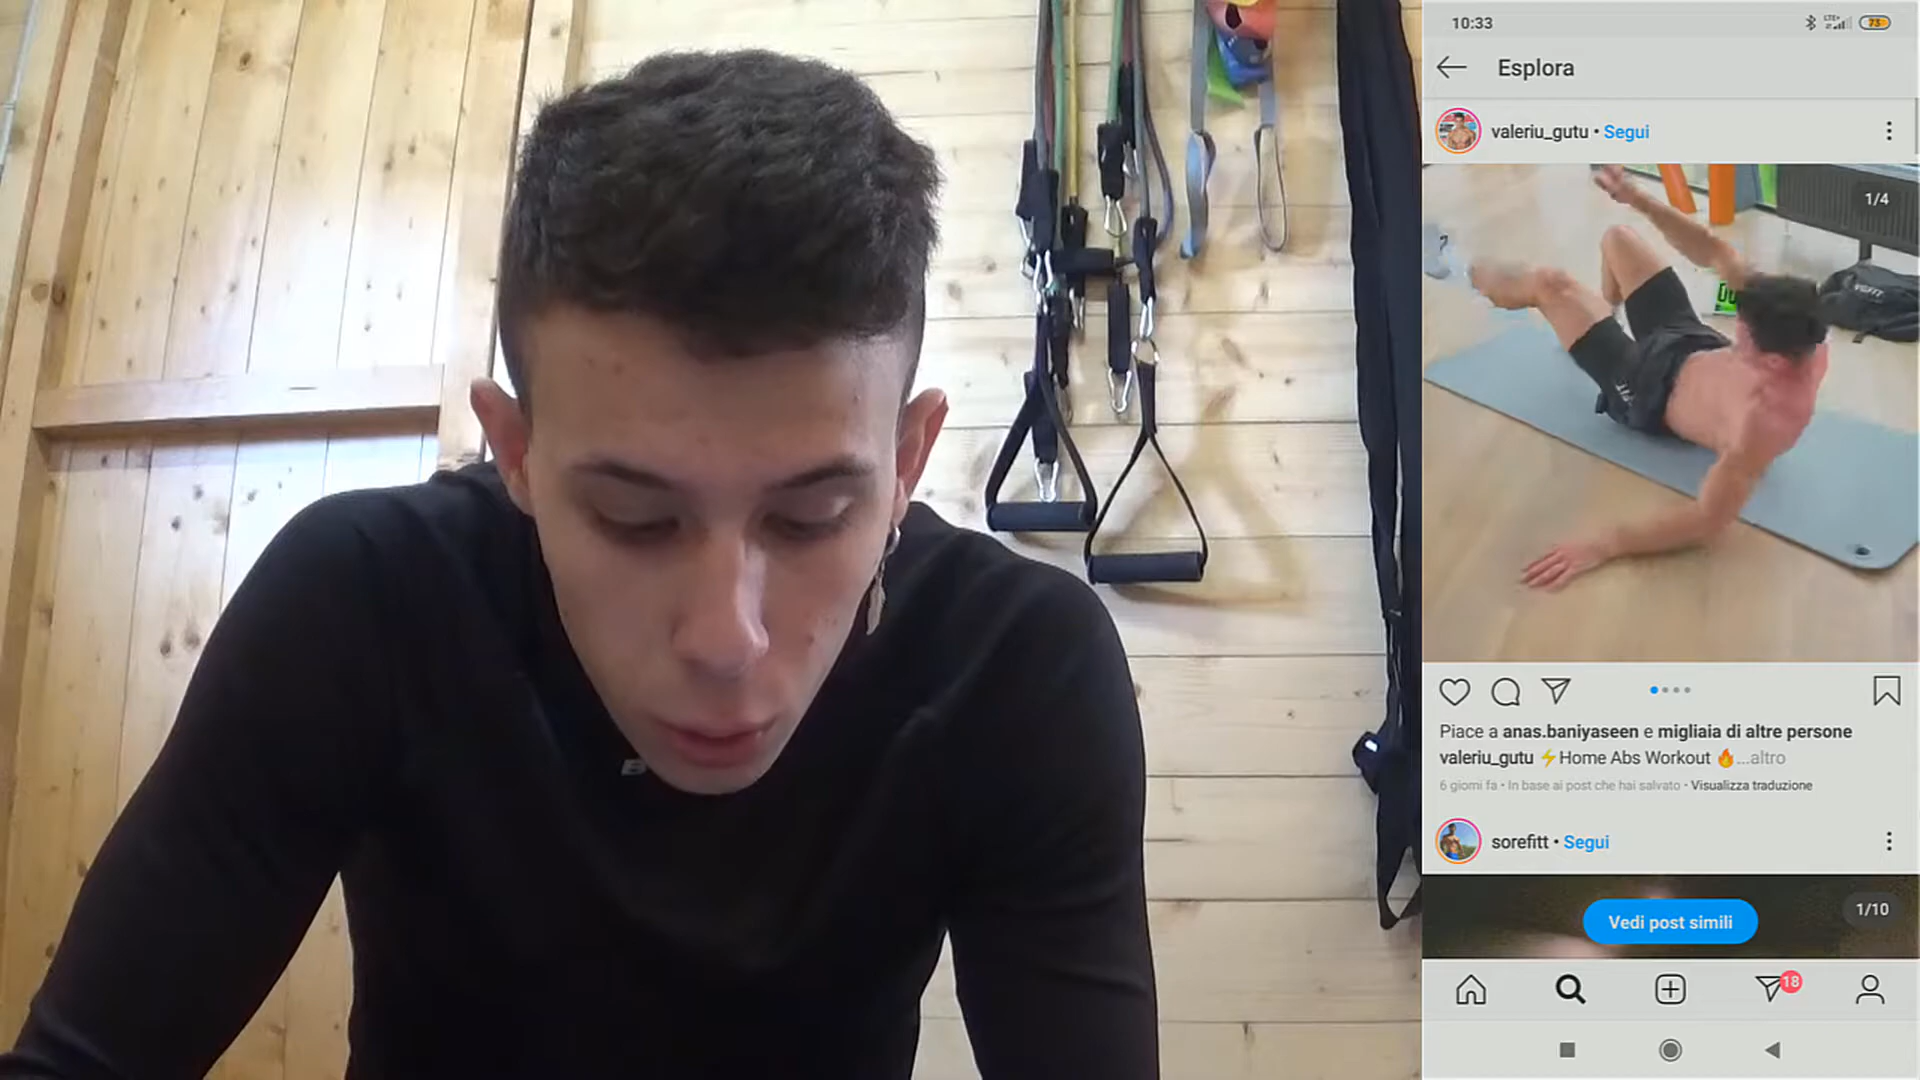 10:33
73
Esplora
valeriu_gutu • Segui
1/4
Piace a anas.baniyaseen e migliaia di altre persone
valeriu_gutu ⚡Home Abs Workout 🔥...altro
6 giorni fa • In base ai post che hai salvato • Visualizza traduzione
sorefitt • Segui
1/10
Vedi post simili
18